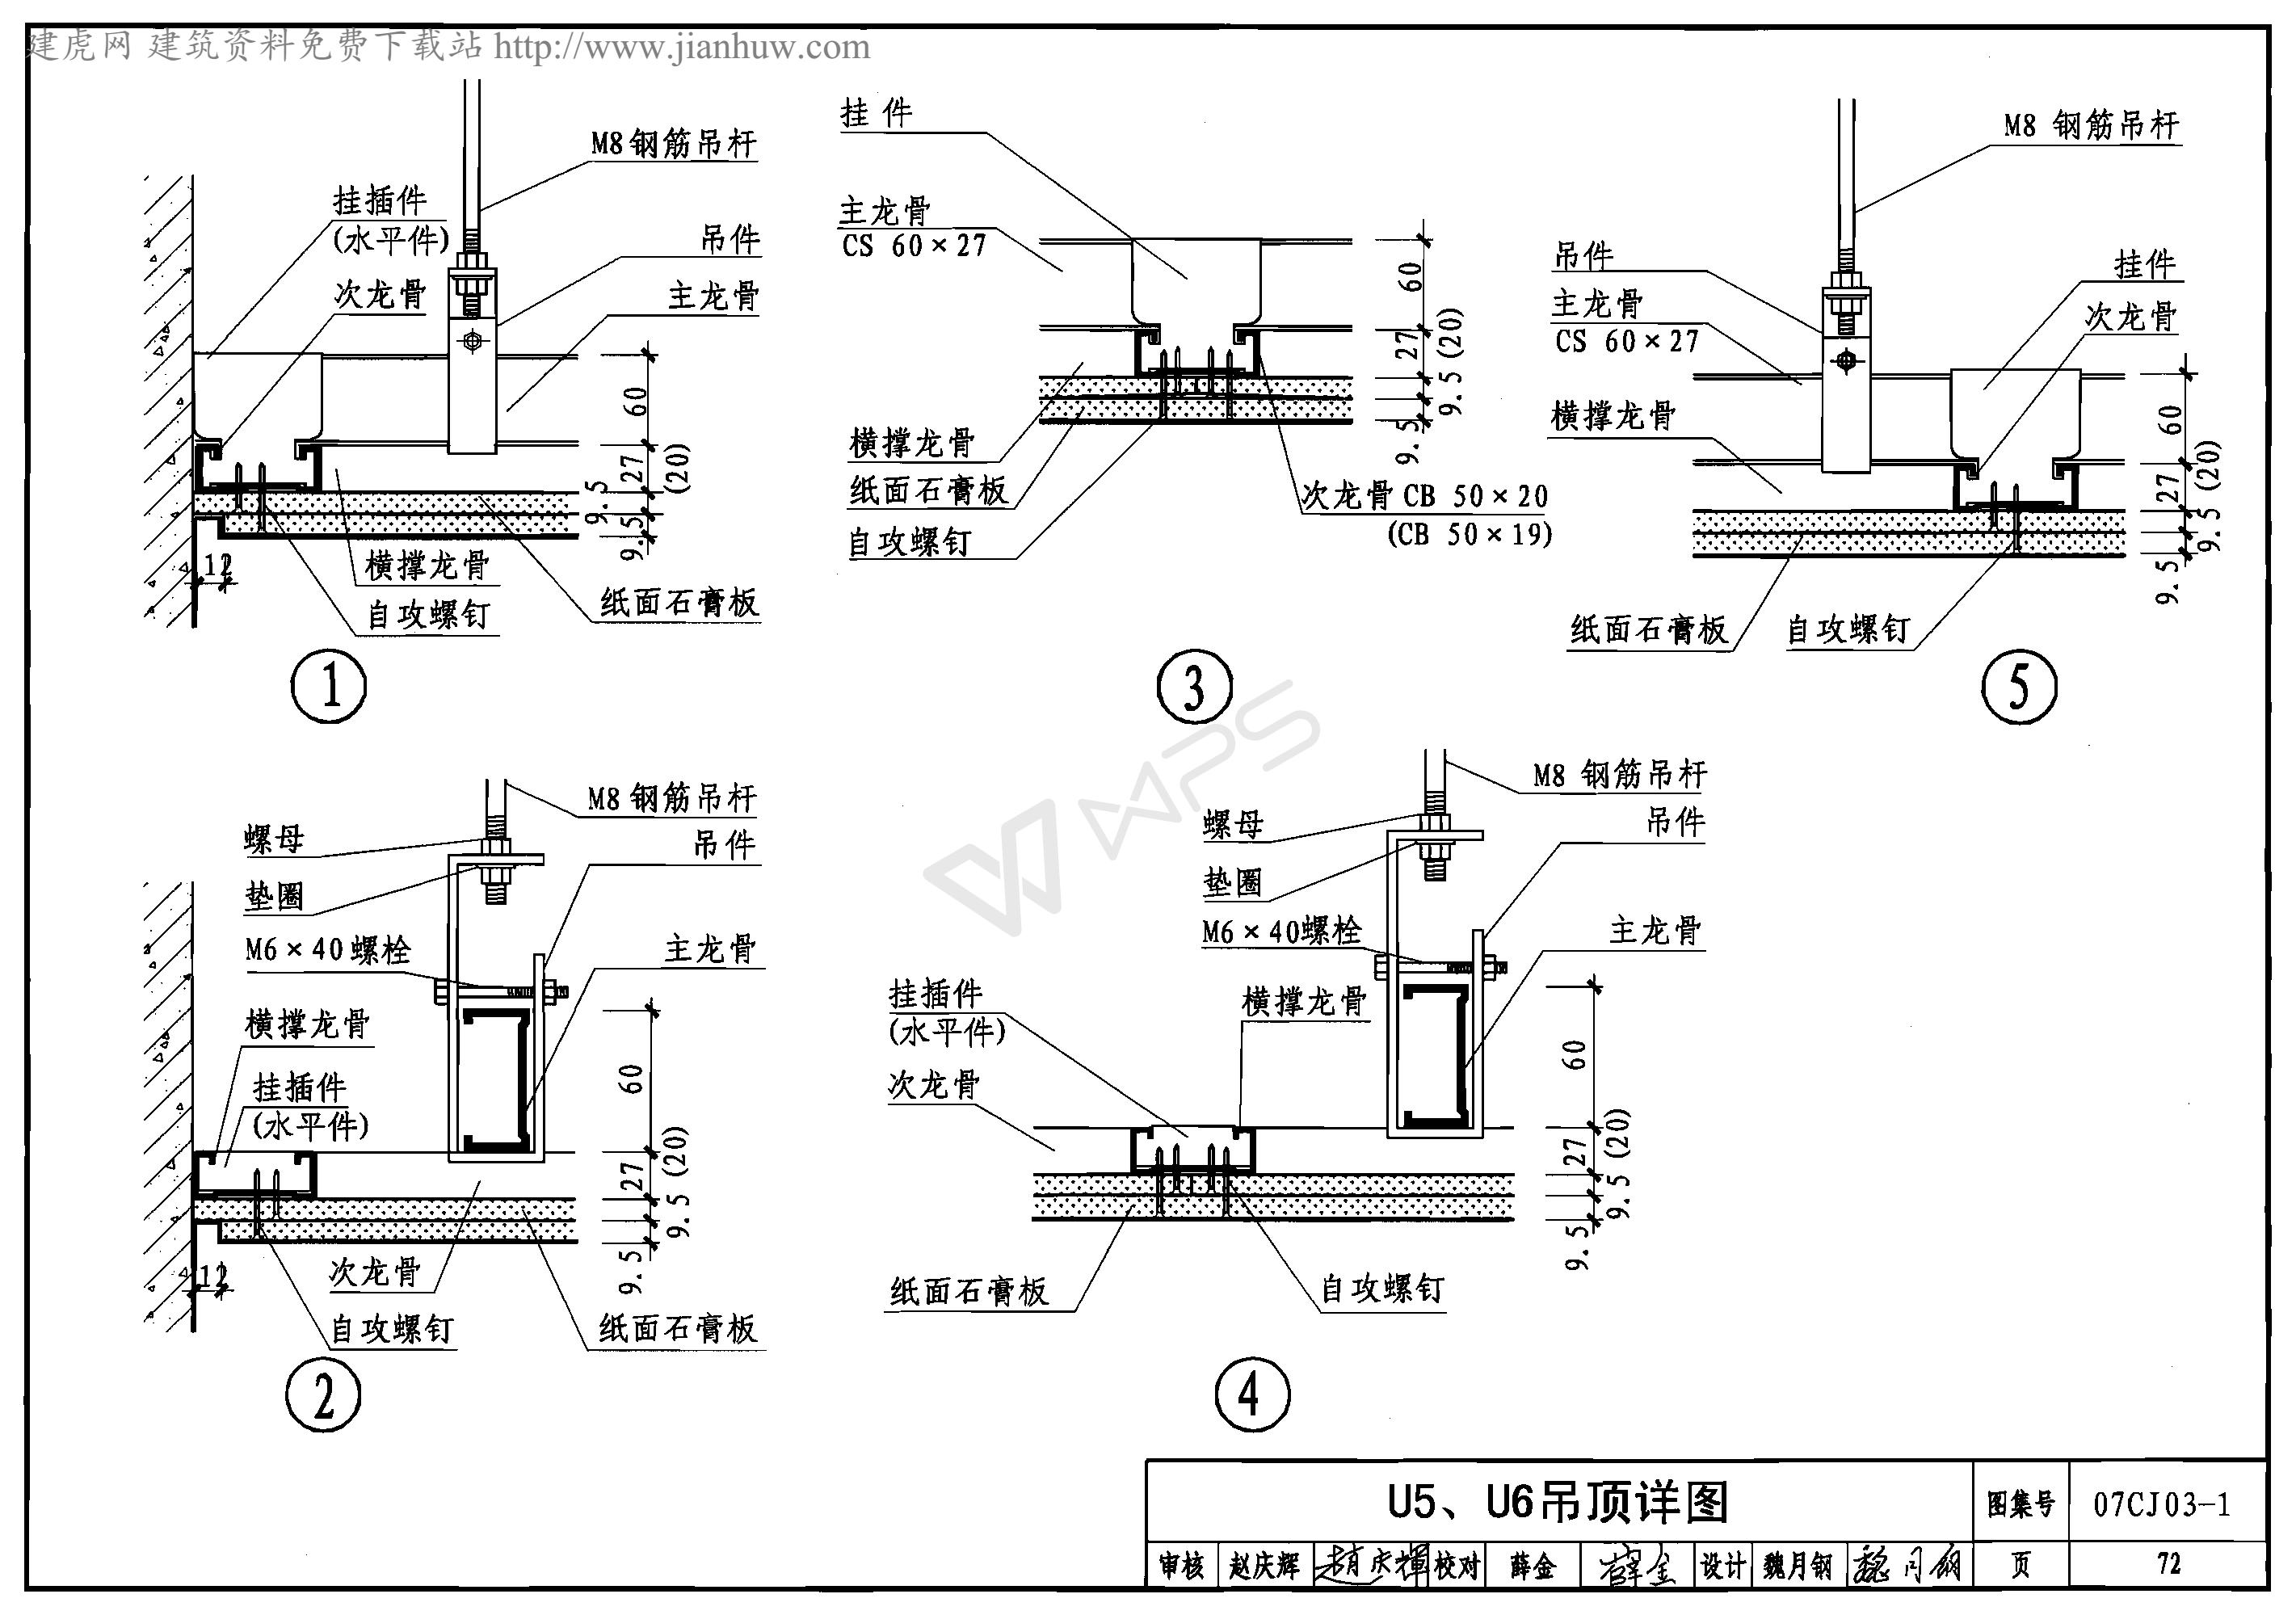 建虎网 建筑资料免费下载站 http://www.jianhuw.com
M8钢筋吊杆
挂插件
(水平件)
吊件
次龙骨
主龙骨
60
27
(20)
9.5
9.5
12
横撑龙骨
自攻螺钉
纸面石膏板
1
挂件
主龙骨
CS 60×27
60
27
(20)
9.5
9.5
横撑龙骨
纸面石膏板
自攻螺钉
次龙骨 CB 50×20
(CB 50×19)
3
M8 钢筋吊杆
吊件
挂件
主龙骨
CS 60×27
次龙骨
横撑龙骨
60
27
(20)
9.5
9.5
纸面石膏板
自攻螺钉
5
WPS
M8钢筋吊杆
螺母
吊件
垫圈
M6×40螺栓
主龙骨
横撑龙骨
挂插件
(水平件)
60
27
(20)
9.5
9.5
12
次龙骨
自攻螺钉
纸面石膏板
2
M8 钢筋吊杆
螺母
吊件
垫圈
M6×40螺栓
主龙骨
挂插件
(水平件)
横撑龙骨
次龙骨
60
27
(20)
9.5
9.5
纸面石膏板
自攻螺钉
4
U5、U6吊顶详图
图集号
07CJ03-1
审核 赵庆辉 赵庆辉 校对 薛金 薛金 设计 魏月钢 魏月钢 页 72